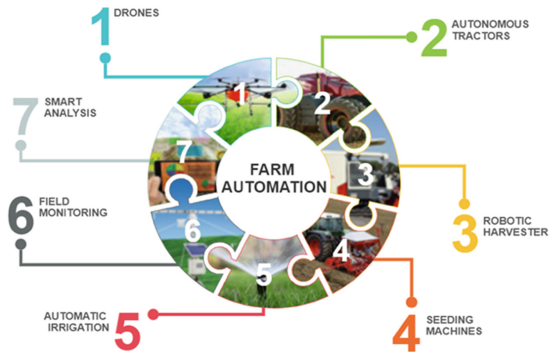 1 DRONES
2 AUTONOMOUS
TRACTORS
7 SMART
ANALYSIS
1
2
7
FARM
AUTOMATION
3
6 FIELD
MONITORING
6
4
5
3 ROBOTIC
HARVESTER
AUTOMATIC
IRRIGATION 5
4 SEEDING
MACHINES